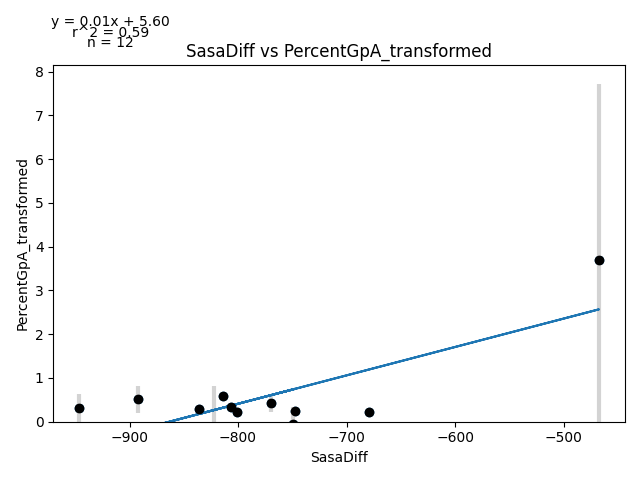 y = 0.01x + 5.60
r^2 = 0.59
n = 12
SasaDiff vs PercentGpA_transformed
8
7
6
5
4
3
2
1
0
PercentGpA_transformed
−900
−800
−700
−600
−500
SasaDiff